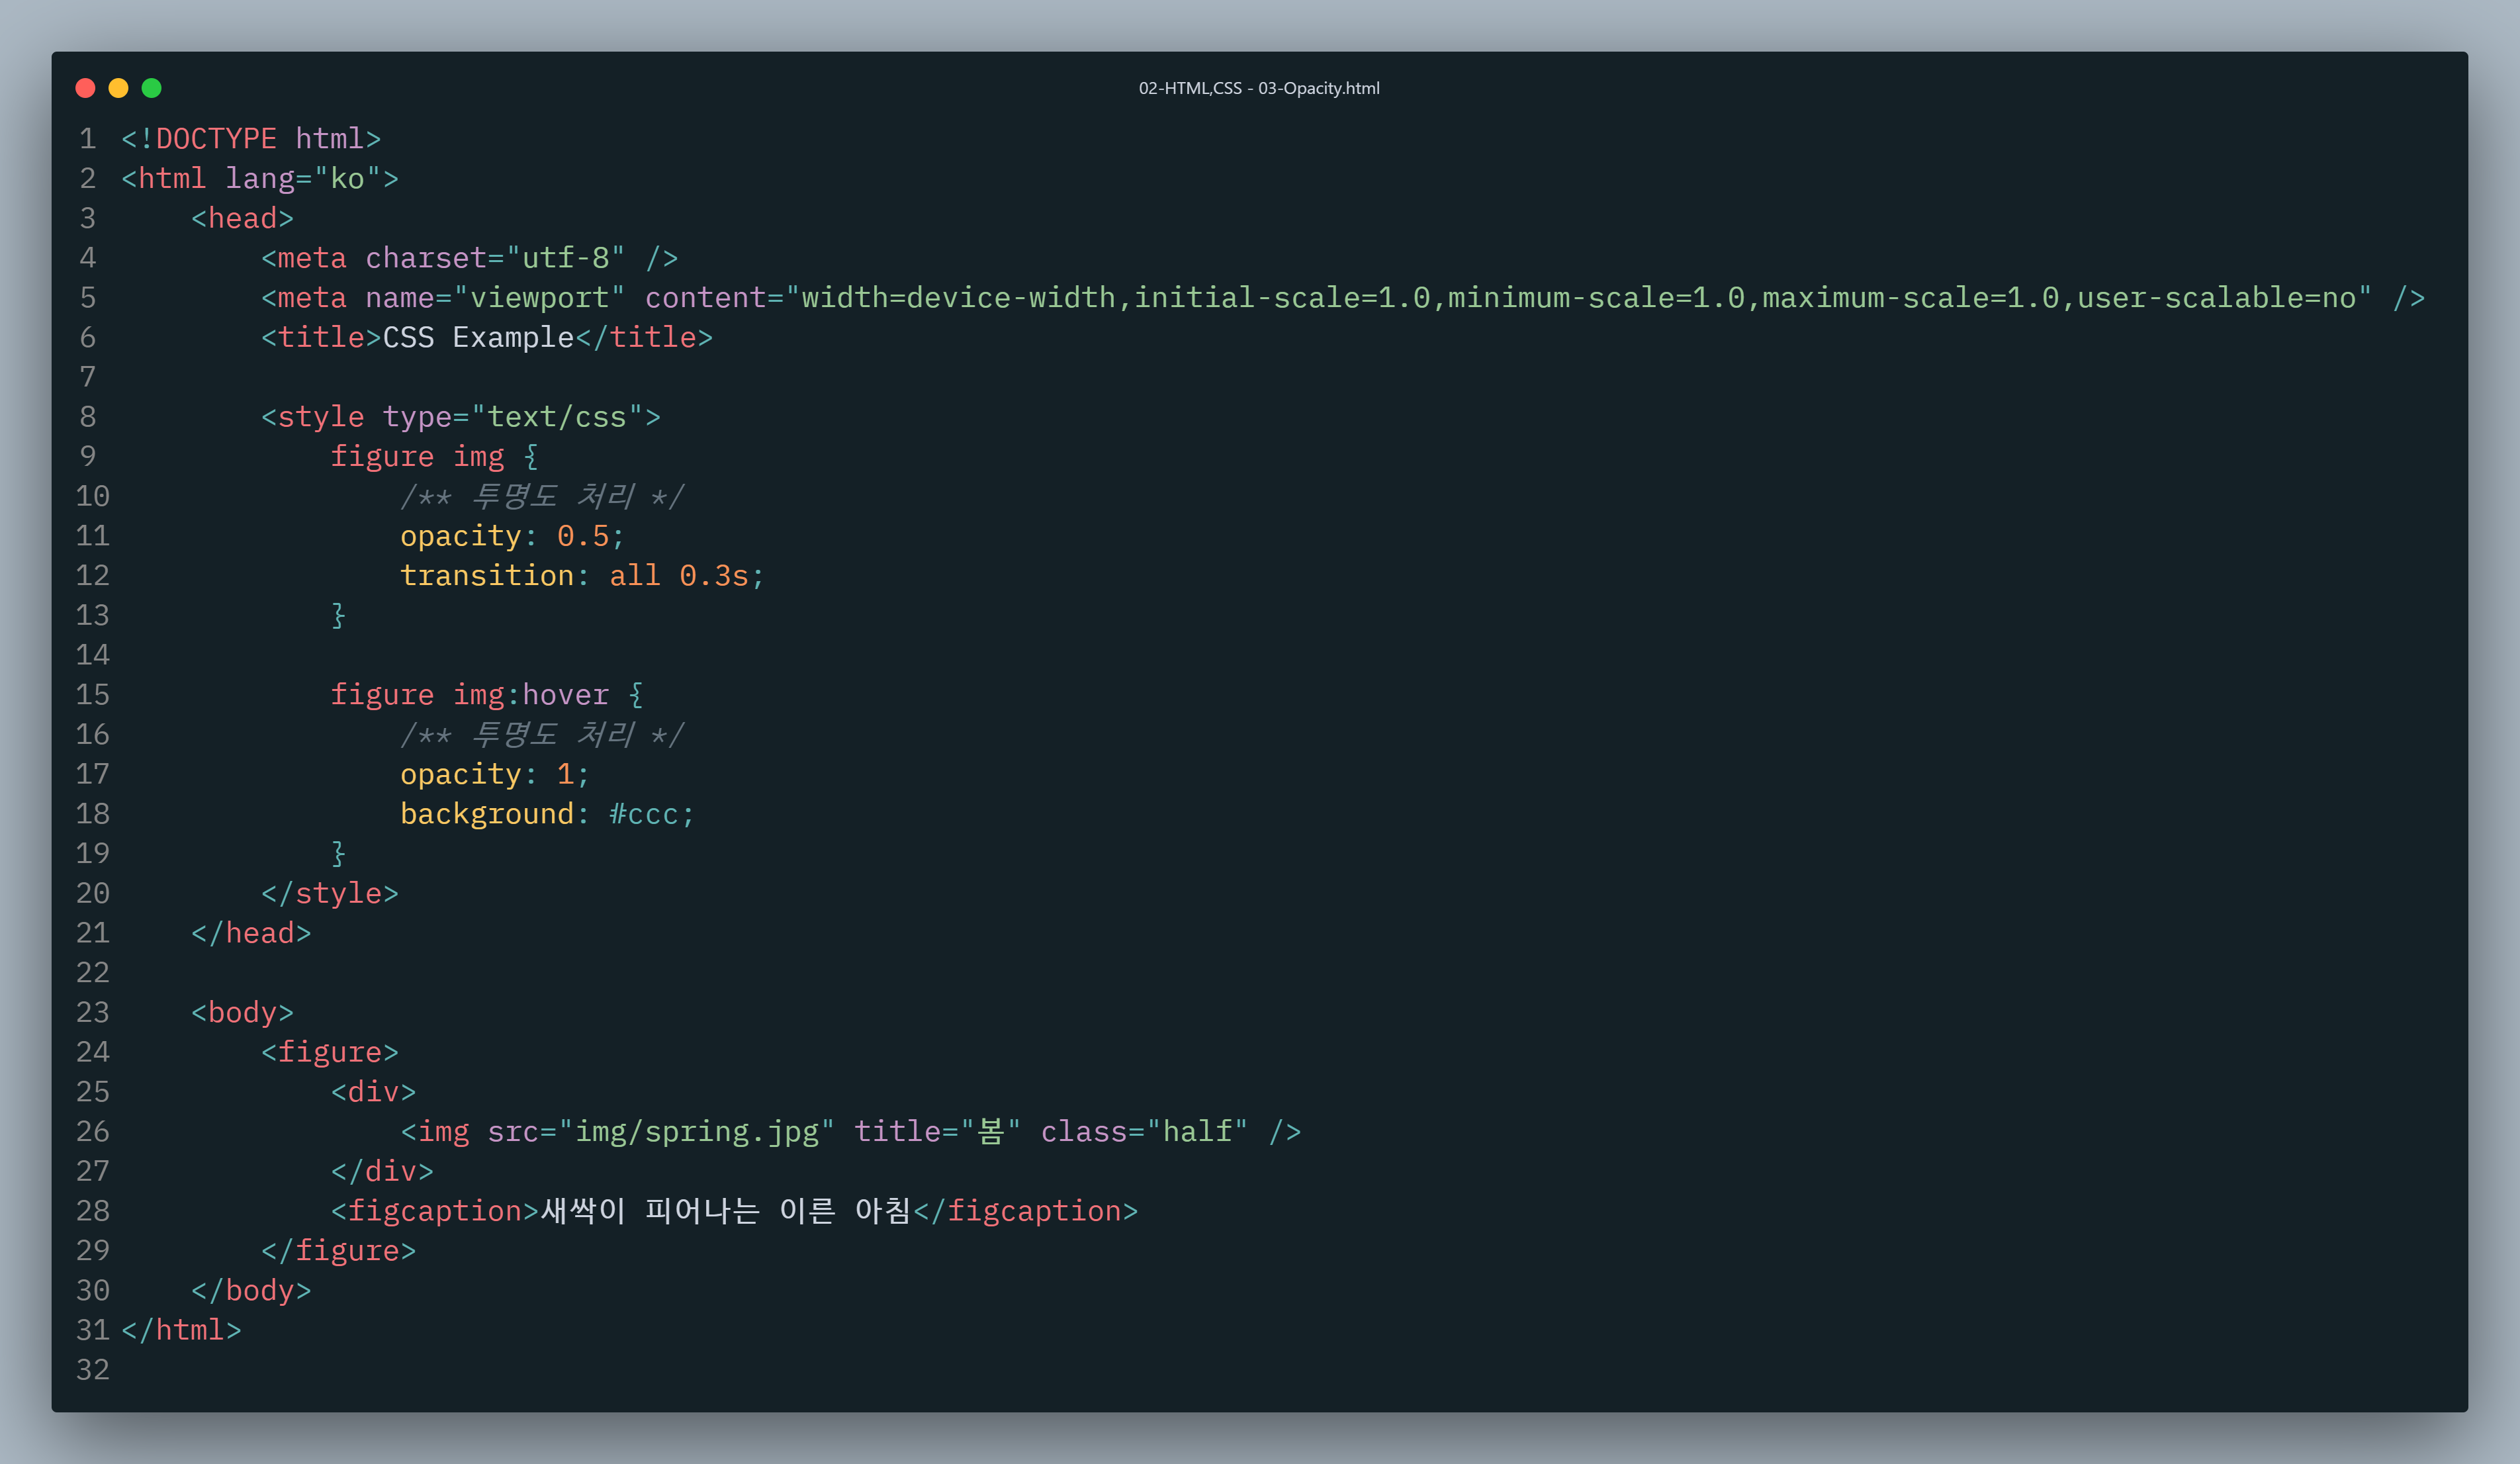 02-HTML,CSS - 03-Opacity.html
1 <!DOCTYPE html>
2 <html lang="ko">
3     <head>
4         <meta charset="utf-8" />
5         <meta name="viewport" content="width=device-width,initial-scale=1.0,minimum-scale=1.0,maximum-scale=1.0,user-scalable=no" />
6         <title>CSS Example</title>
7
8         <style type="text/css">
9             figure img {
10                 /** 투명도 처리 */
11                 opacity: 0.5;
12                 transition: all 0.3s;
13             }
14
15             figure img:hover {
16                 /** 투명도 처리 */
17                 opacity: 1;
18                 background: #ccc;
19             }
20         </style>
21     </head>
22
23     <body>
24         <figure>
25             <div>
26                 <img src="img/spring.jpg" title="봄" class="half" />
27             </div>
28             <figcaption>새싹이 피어나는 이른 아침</figcaption>
29         </figure>
30     </body>
31 </html>
32